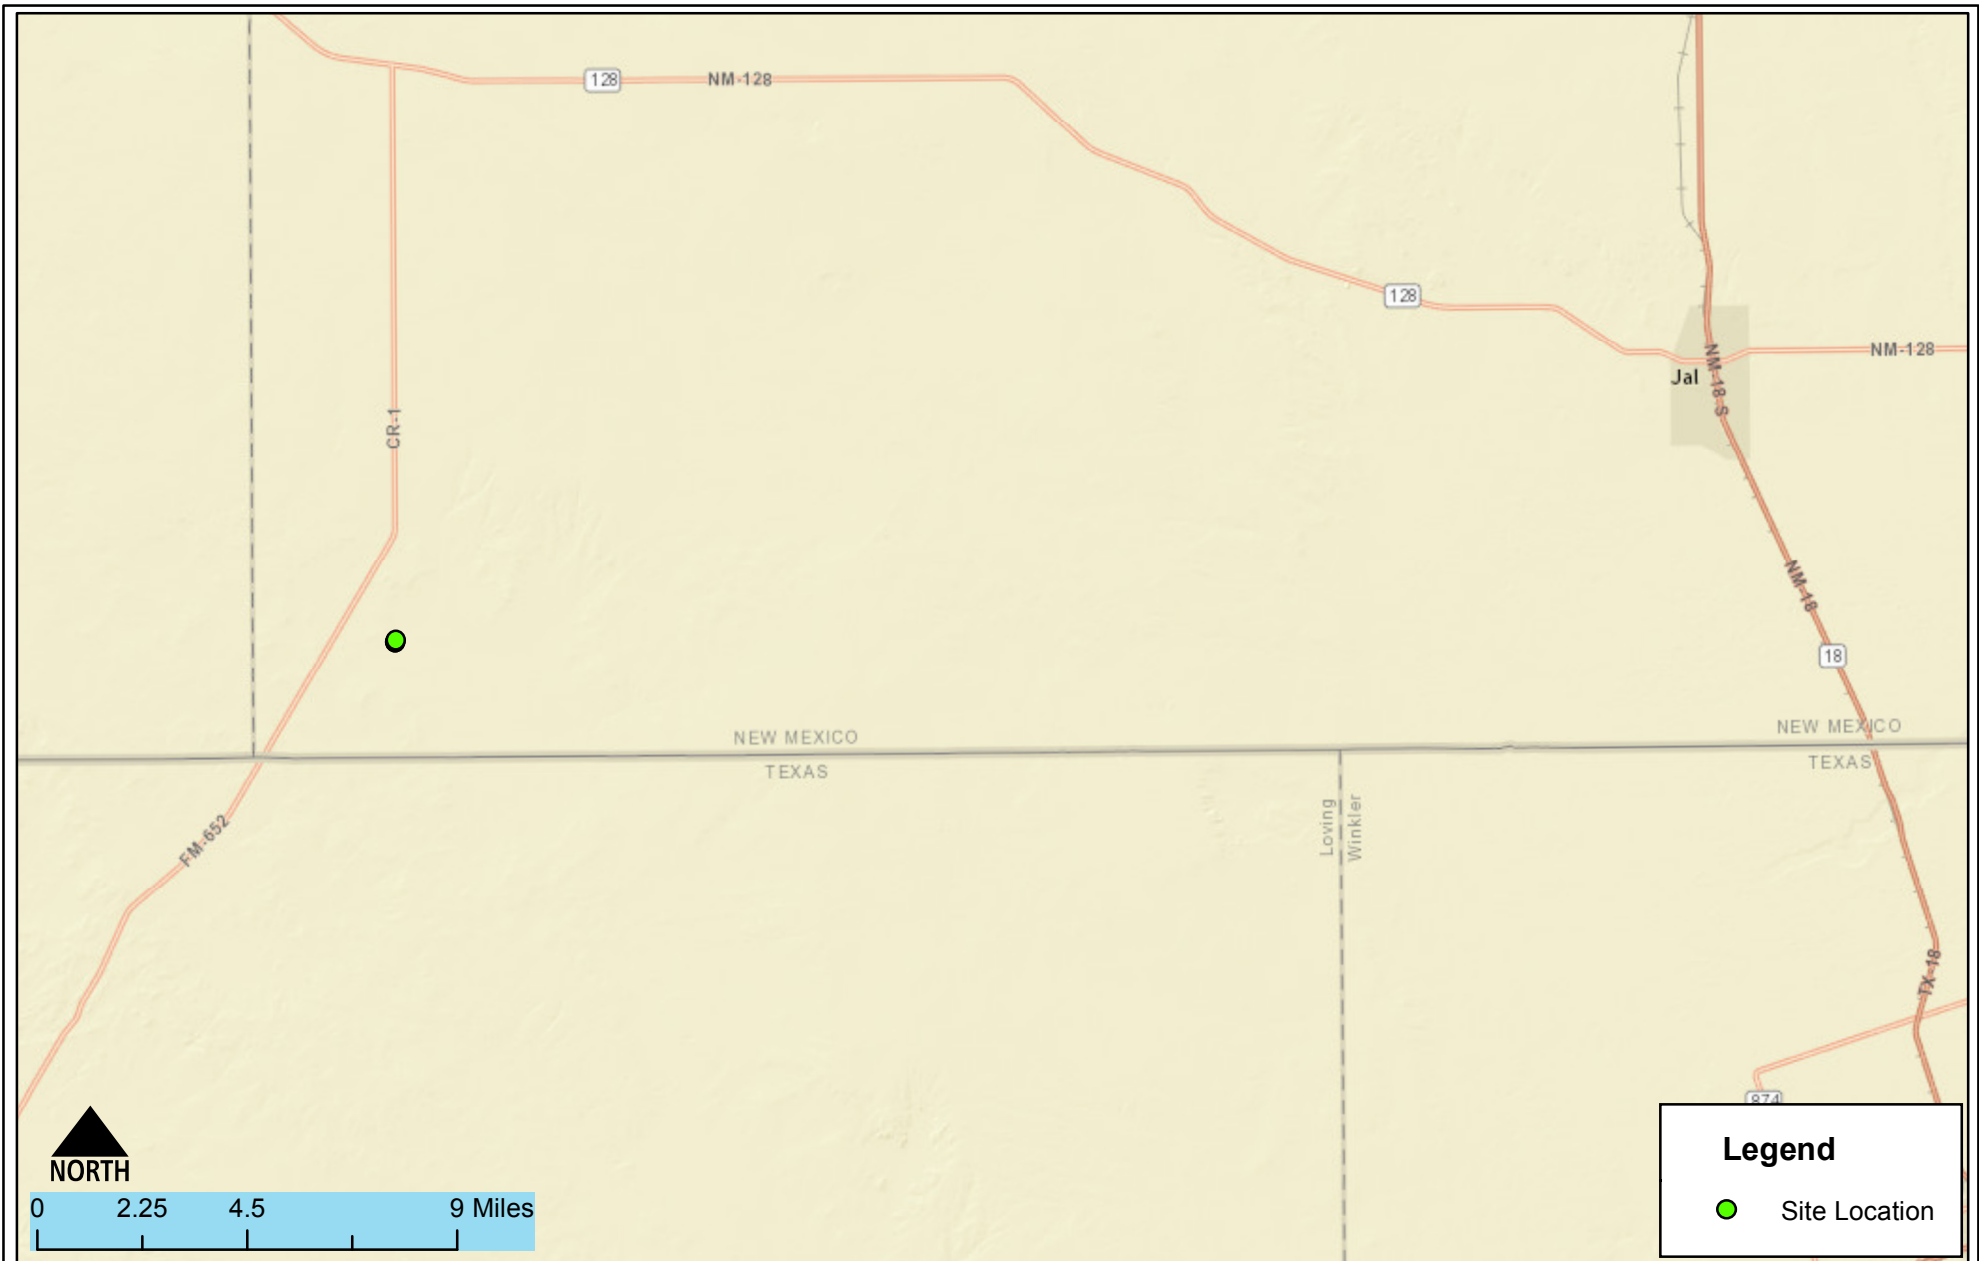 128
NM-128
128
NM-128
Jal
NM-18 S
CR-1
NM-18
18
NEW MEXICO
TEXAS
NEW MEXICO
TEXAS
FM-652
Loving
Winkler
TX-18
874
NORTH
0 2.25 4.5 9 Miles
Legend
Site Location